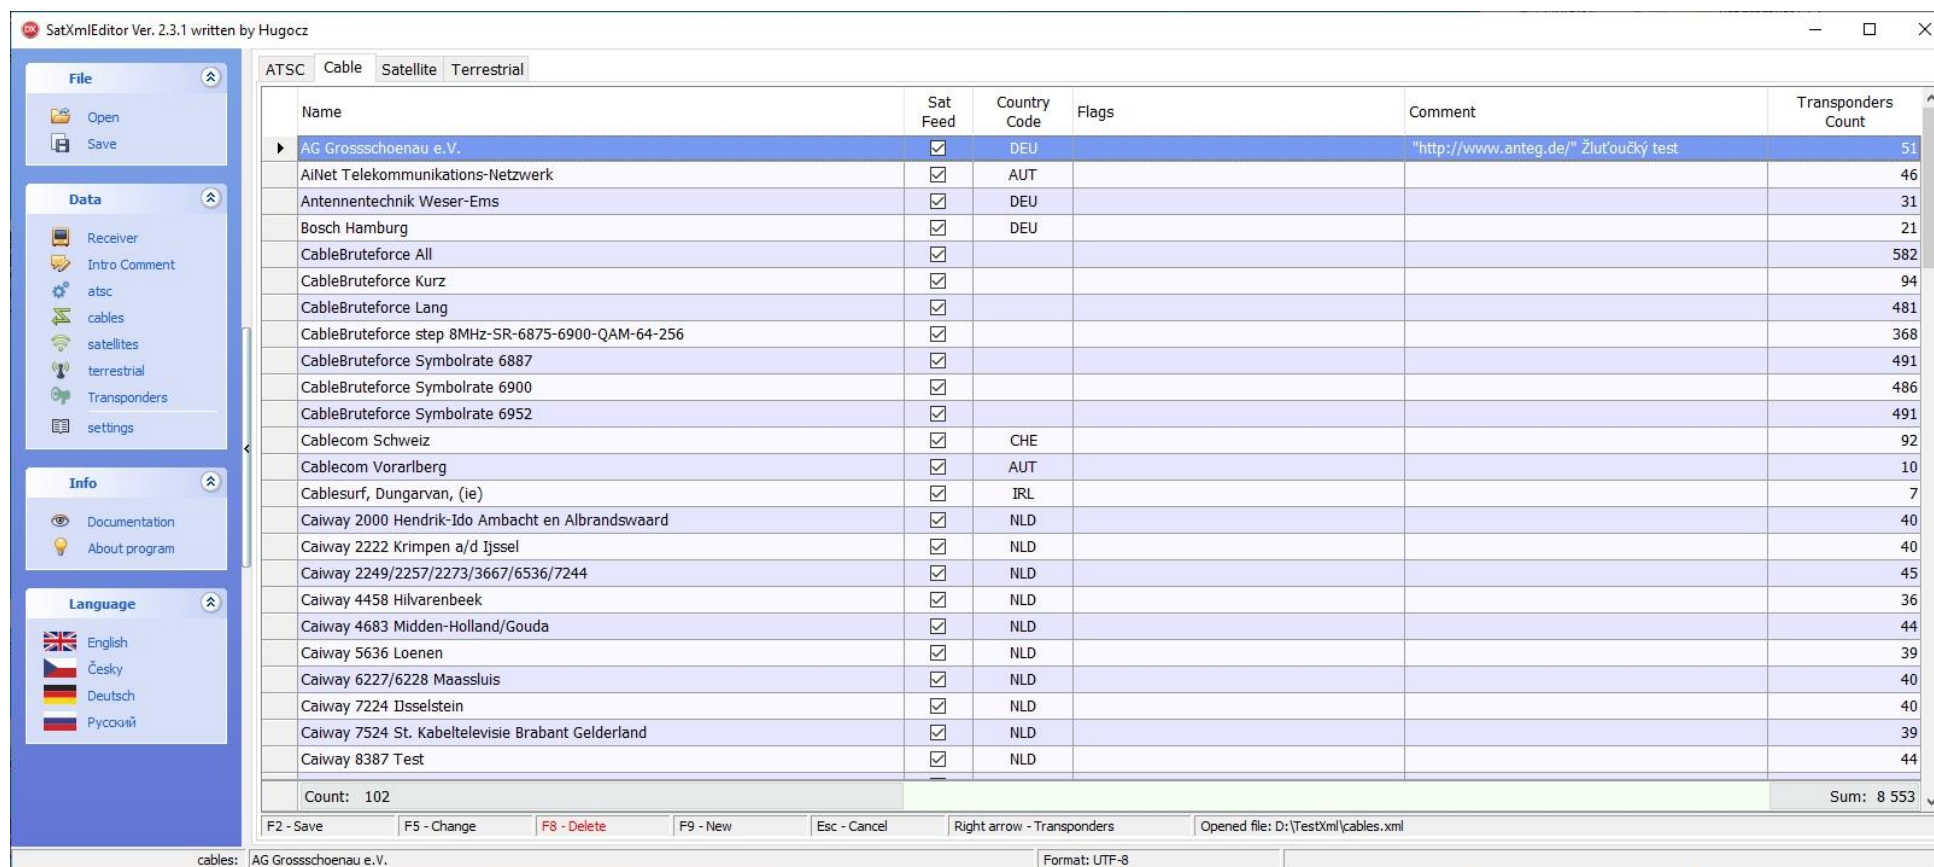 SatXmlEditor Ver. 2.3.1 written by Hugocz
File
Open
Save
Data
Receiver
Intro Comment
atsc
cables
satellites
terrestrial
Transponders
settings
Info
Documentation
About program
Language
English
Česky
Deutsch
Русский
ATSC Cable Satellite Terrestrial
Name Sat Feed Country Code Flags Comment Transponders Count
AG Grossschoenau e.V. DEU "http://www.anteg.de/" Žluťoučký test 51
AiNet Telekommunikations-Netzwerk AUT 46
Antennentechnik Weser-Ems DEU 31
Bosch Hamburg DEU 21
CableBruteforce All 582
CableBruteforce Kurz 94
CableBruteforce Lang 481
CableBruteforce step 8MHz-SR-6875-6900-QAM-64-256 368
CableBruteforce Symbolrate 6887 491
CableBruteforce Symbolrate 6900 486
CableBruteforce Symbolrate 6952 491
Cablecom Schweiz CHE 92
Cablecom Vorarlberg AUT 10
Cablesurf, Dungarvan, (ie) IRL 7
Caiway 2000 Hendrik-Ido Ambacht en Albrandswaard NLD 40
Caiway 2222 Krimpen a/d Ijssel NLD 40
Caiway 2249/2257/2273/3667/6536/7244 NLD 45
Caiway 4458 Hilvarenbeek NLD 36
Caiway 4683 Midden-Holland/Gouda NLD 44
Caiway 5636 Loenen NLD 39
Caiway 6227/6228 Maassluis NLD 40
Caiway 7224 IJsselstein NLD 40
Caiway 7524 St. Kabeltelevisie Brabant Gelderland NLD 39
Caiway 8387 Test NLD 44
Count: 102 Sum: 8 553
F2 - Save F5 - Change F8 - Delete F9 - New Esc - Cancel Right arrow - Transponders Opened file: D:\TestXml\cables.xml
cables: AG Grossschoenau e.V. Format: UTF-8